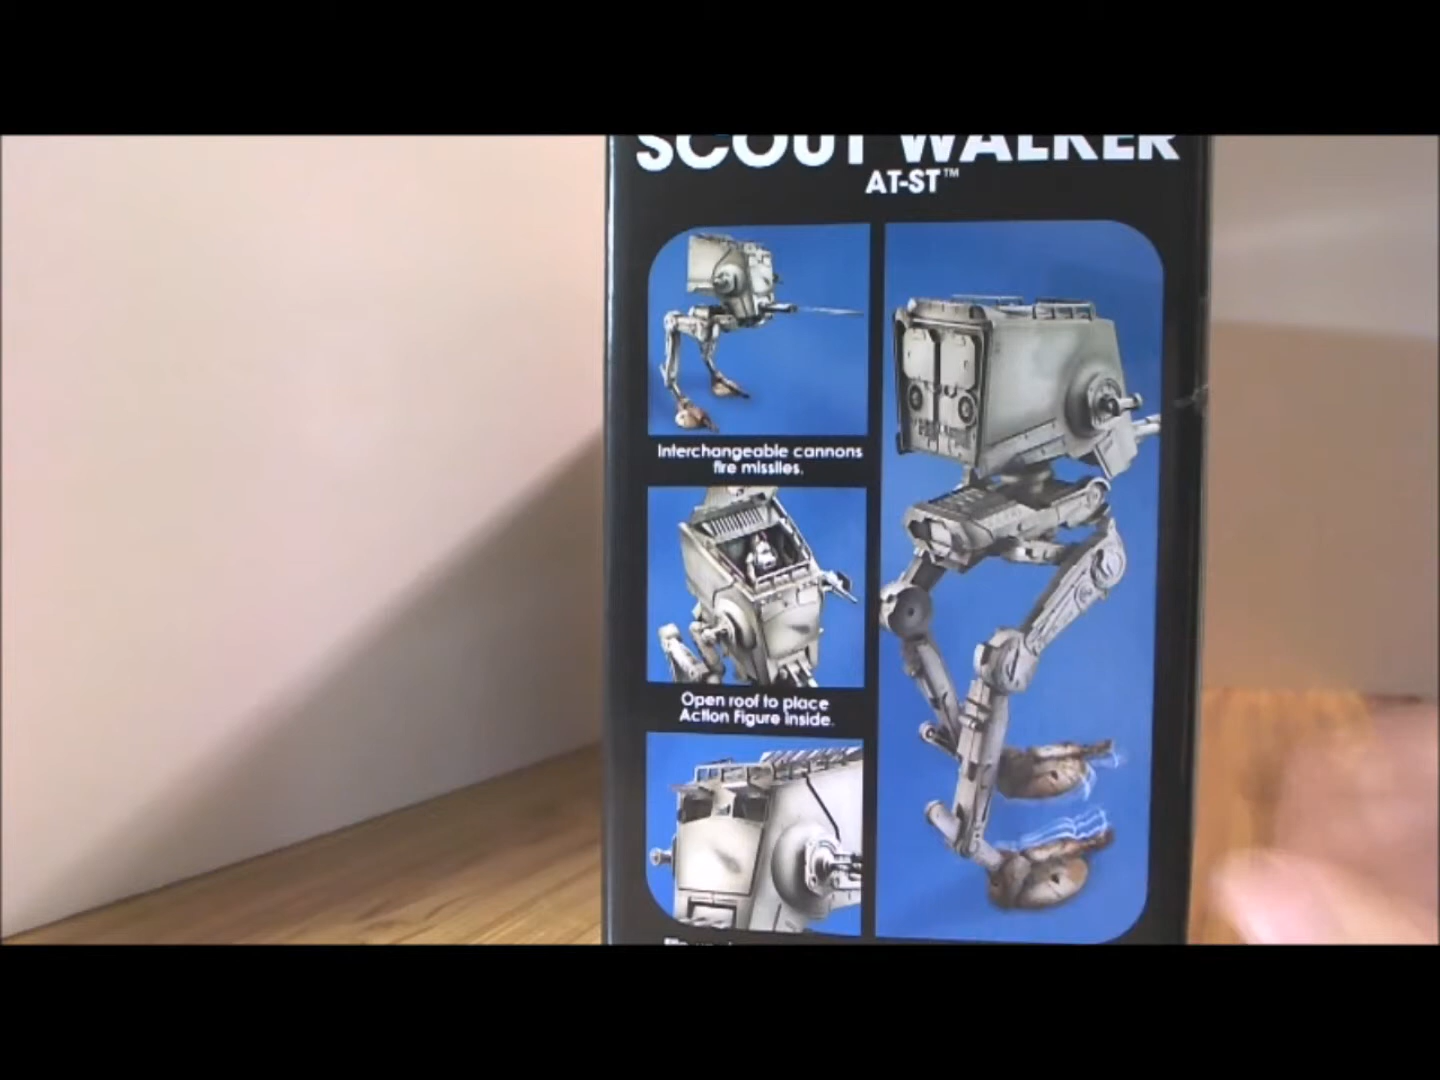 SCOUT WALKER
AT-ST™
Interchangeable cannons
fire missiles.
Open roof to place
Action Figure inside.